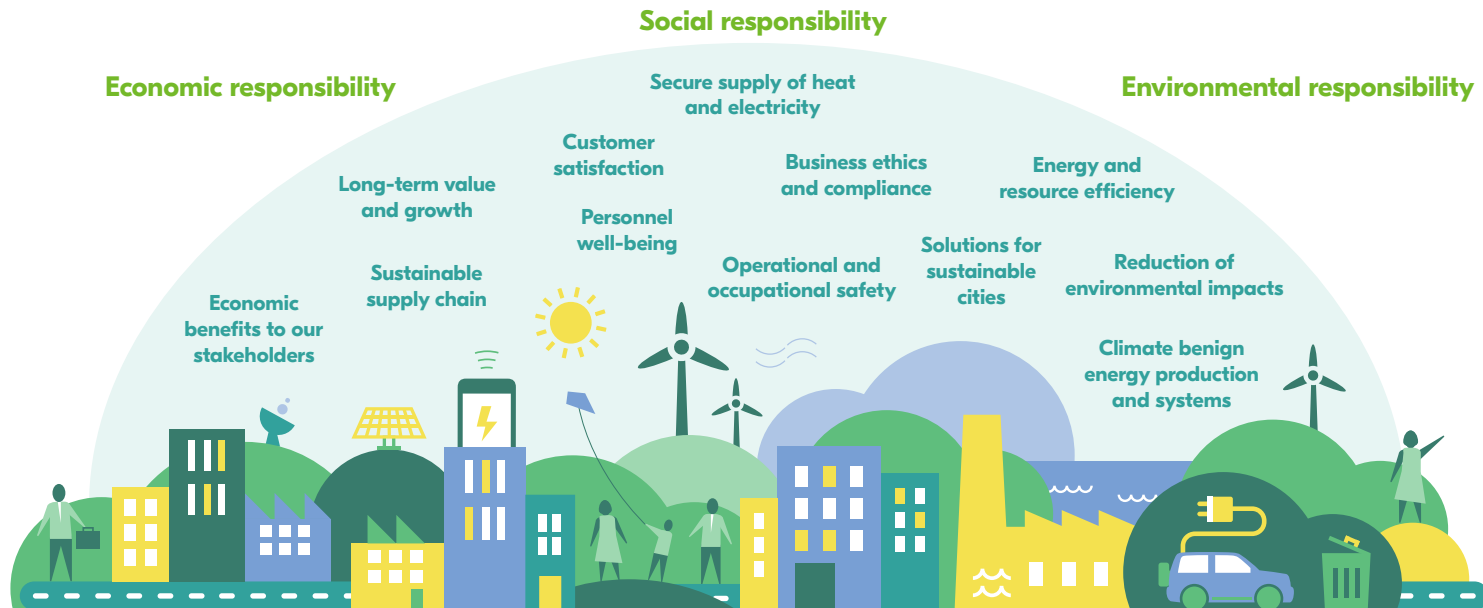 Social responsibility
Economic responsibility
Environmental responsibility
Secure supply of heat
and electricity
Customer
satisfaction
Business ethics
and compliance
Energy and
resource efficiency
Long-term value
and growth
Personnel
well-being
Solutions for
sustainable
cities
Operational and
occupational safety
Reduction of
environmental impacts
Sustainable
supply chain
Economic
benefits to our
stakeholders
Climate benign
energy production
and systems